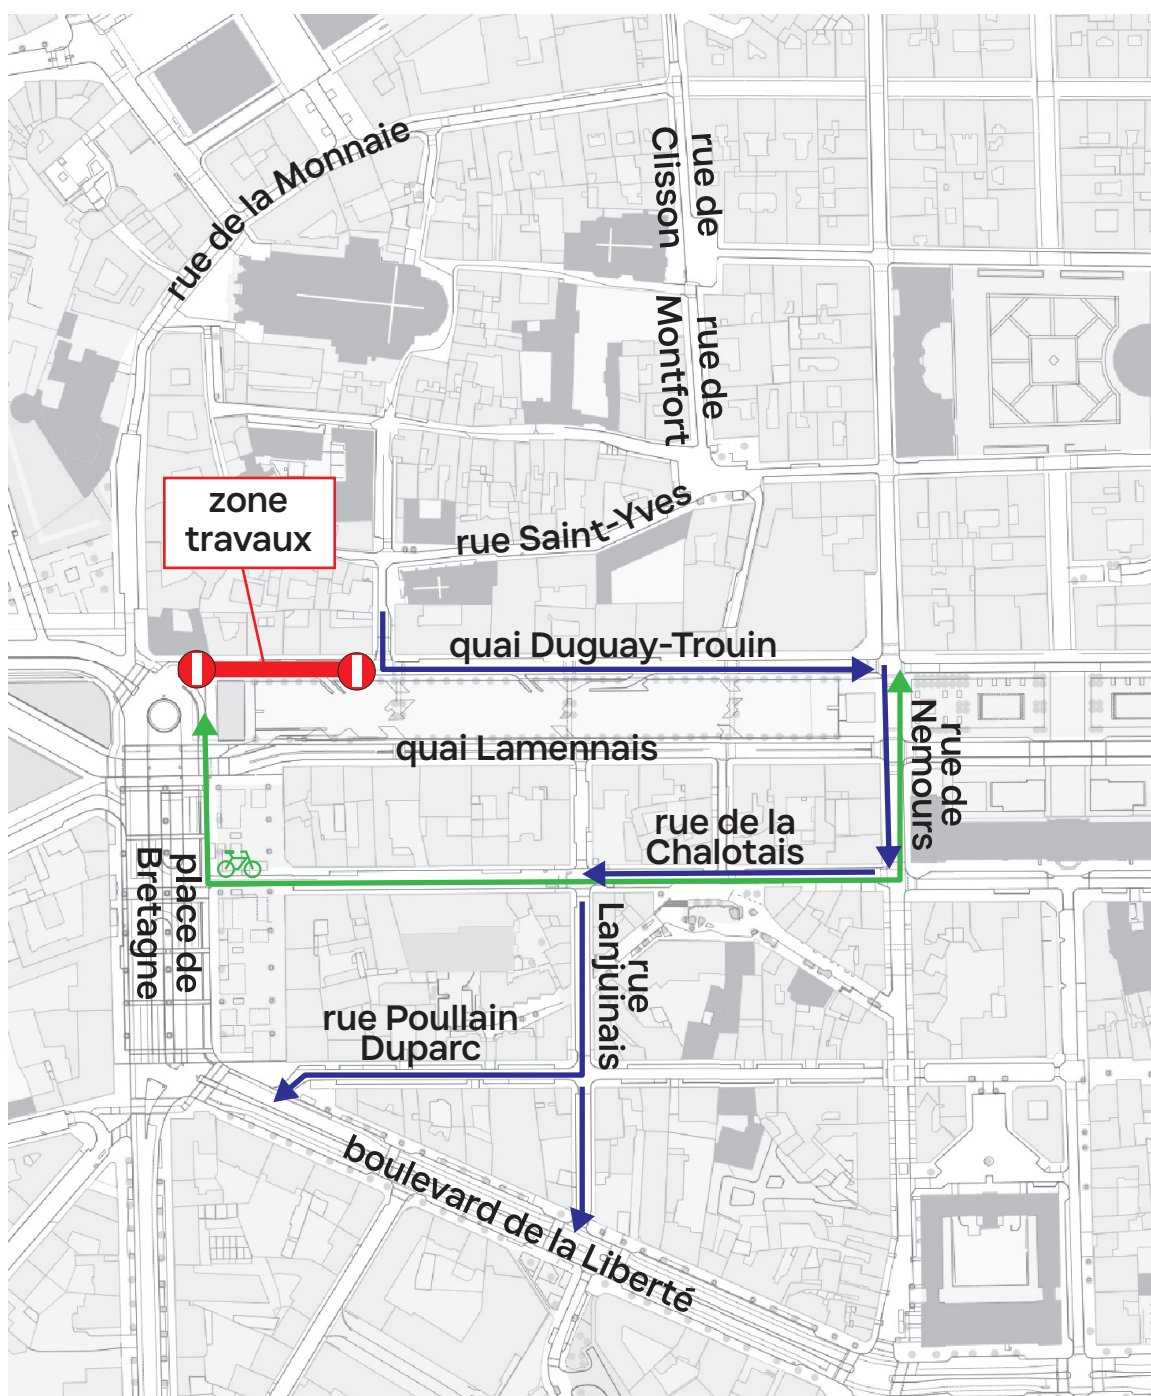 rue de la Monnaie
rue de
Clisson
rue de
Montfort
zone
travaux
rue Saint-Yves
quai Duguay-Trouin
quai Lamennais
rue de
Nemours
rue de la
Chalotais
place de
Bretagne
rue
Lanjuinais
rue Poullain
Duparc
boulevard de la Liberté